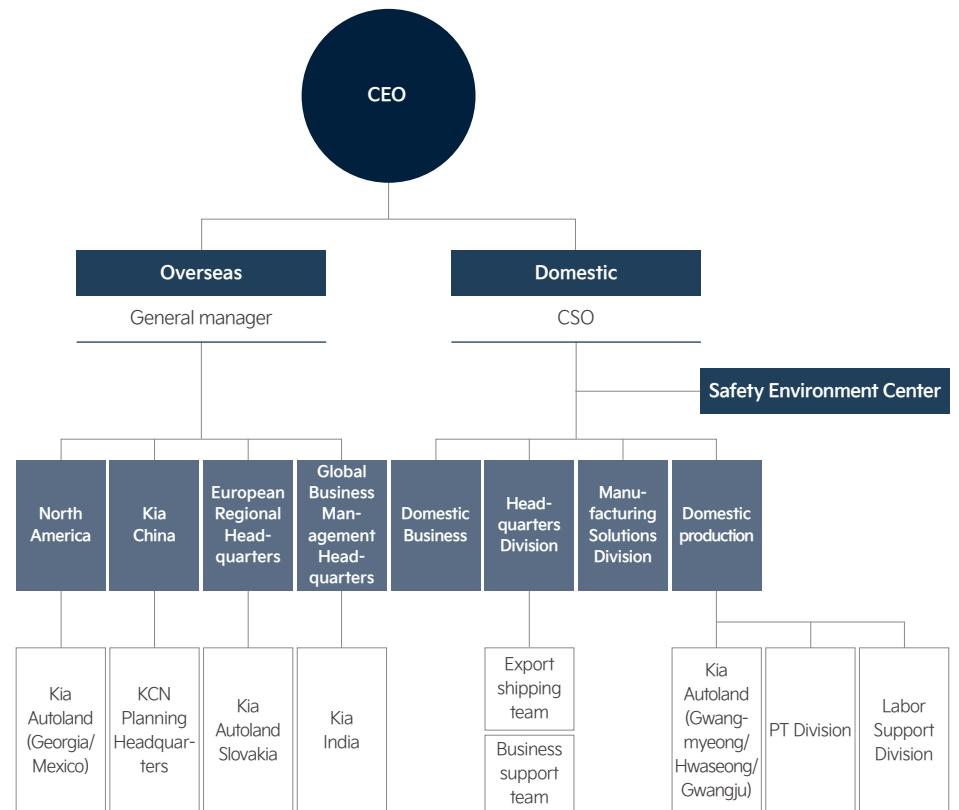 CEO
Overseas
General manager
Domestic
CSO
Safety Environment Center
North
America
Kia
China
European
Regional
Head-
quarters
Global
Business
Man-
agement
Head-
quarters
Domestic
Business
Head-
quarters
Division
Manu-
facturing
Solutions
Division
Domestic
production
Kia
Autoland
(Georgia/
Mexico)
KCN
Planning
Headquar-
ters
Kia
Autoland
Slovakia
Kia
India
Export
shipping
team
Business
support
team
Kia
Autoland
(Gwang-
myeong/
Hwaseong/
Gwangju)
PT Division
Labor
Support
Division